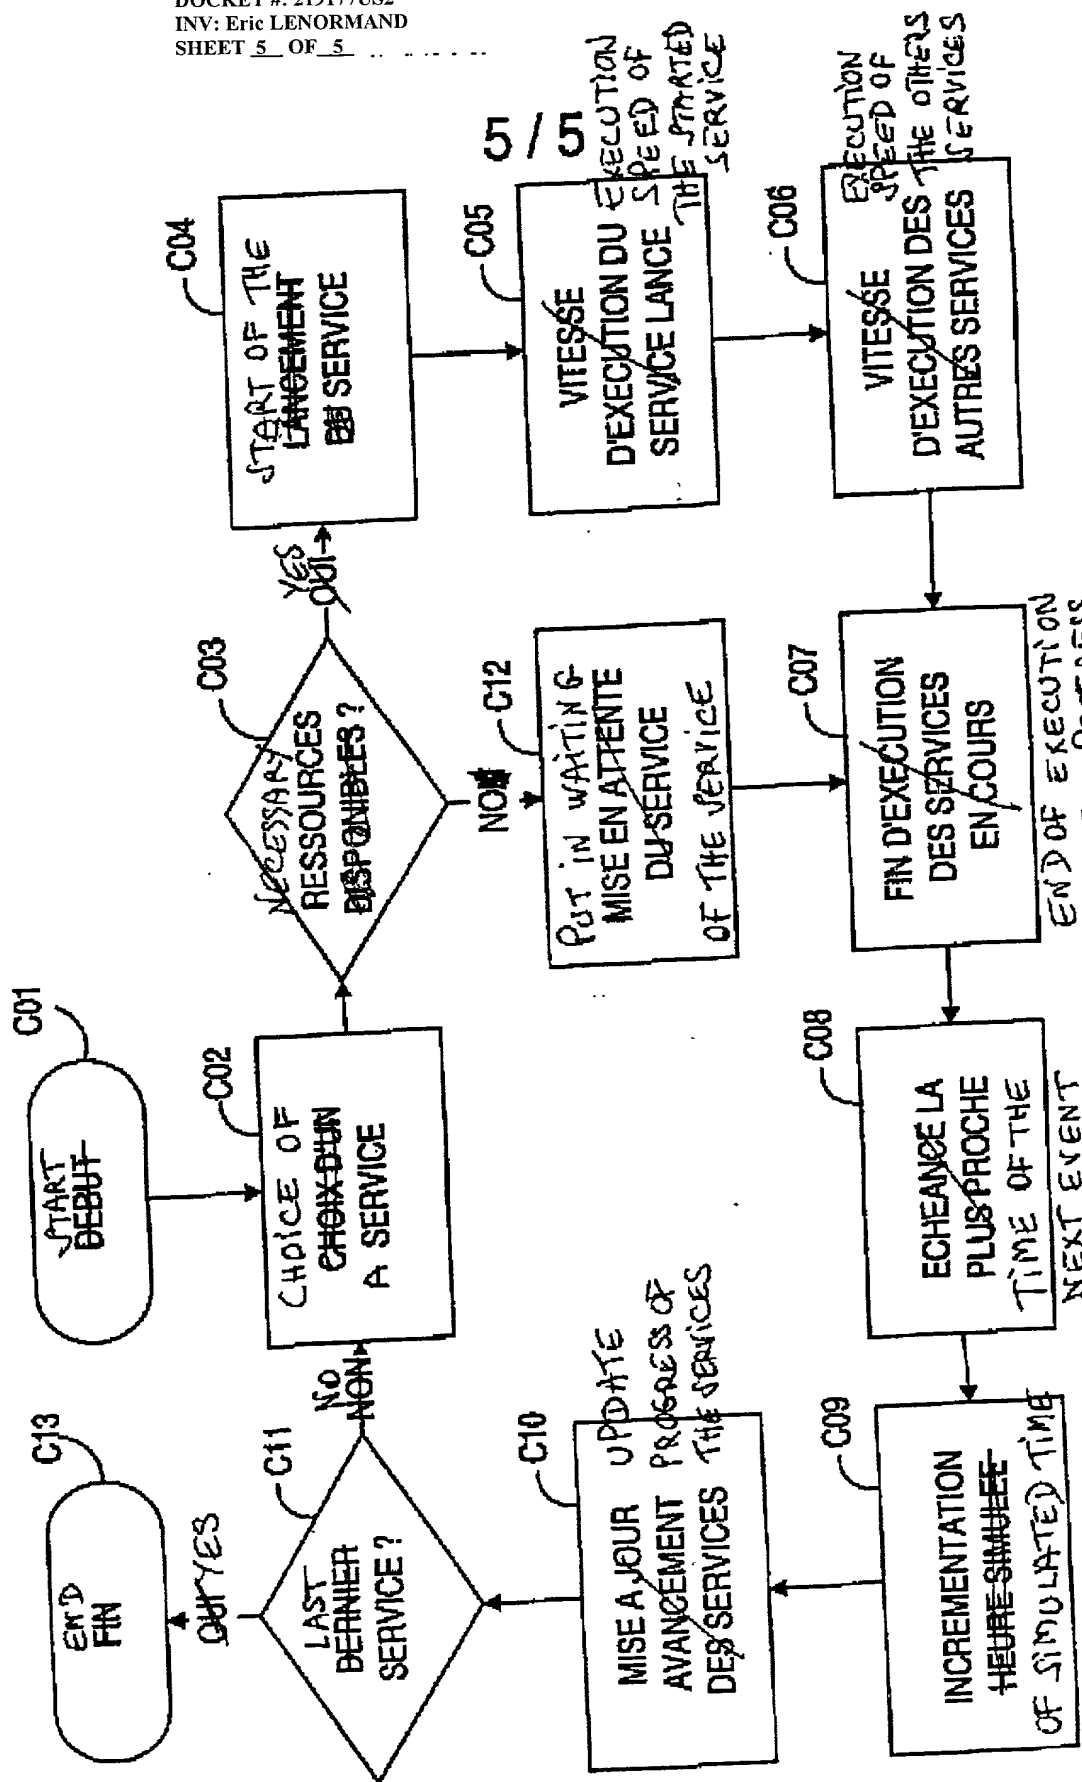 DOCKET #: 219177US2
INV: Eric LENORMAND
SHEET 5 OF 5
5 / 5
C01
START
DEBUT
C02
CHOICE OF
CHOIX D'UN
A SERVICE
C03
NECESSARY
RESSOURCES
DISPONIBLES ?
YES
OUI
C04
START OF THE
LANCEMENT
DU SERVICE
C05
VITESSE
D'EXECUTION DU
SERVICE LANCE
EXECUTION
SPEED OF
THE STARTED
SERVICE
C06
VITESSE
D'EXECUTION DES
AUTRES SERVICES
EXECUTION
SPEED OF
THE OTHERS
SERVICES
NON
C12
PUT IN WAITING
MISE EN ATTENTE
DU SERVICE
OF THE SERVICE
C07
FIN D'EXECUTION
DES SERVICES
EN COURS
END OF EXECUTION
C08
ECHEANCE LA
PLUS PROCHE
TIME OF THE
NEXT EVENT
C09
INCREMENTATION
HEURE SIMULEE
OF SIMULATED TIME
C10
MISE A JOUR
AVANCEMENT
DES SERVICES
UPDATE
PROGRESS OF
THE SERVICES
C11
LAST
DERNIER
SERVICE ?
NO
NON
OUI YES
C13
END
FIN